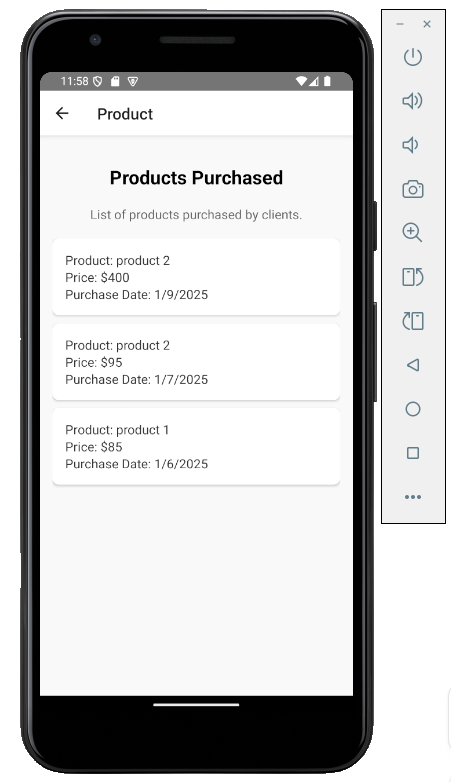 11:58
Product
Products Purchased
List of products purchased by clients.
Product: product 2
Price: $400
Purchase Date: 1/9/2025
Product: product 2
Price: $95
Purchase Date: 1/7/2025
Product: product 1
Price: $85
Purchase Date: 1/6/2025